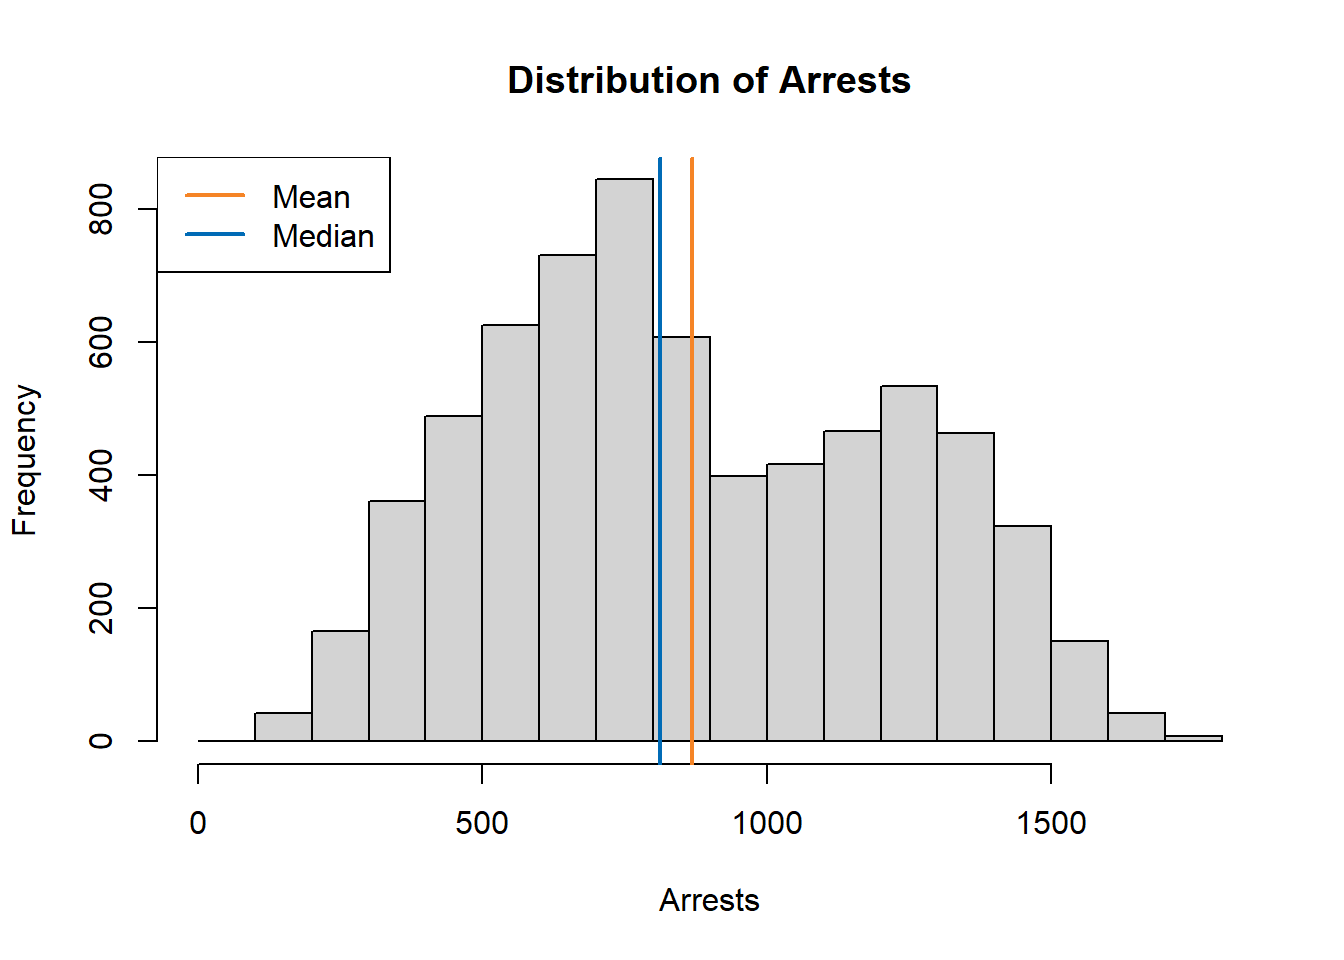 Distribution of Arrests
Mean
Median
Frequency
800
600
400
200
0
0 500 1000 1500
Arrests